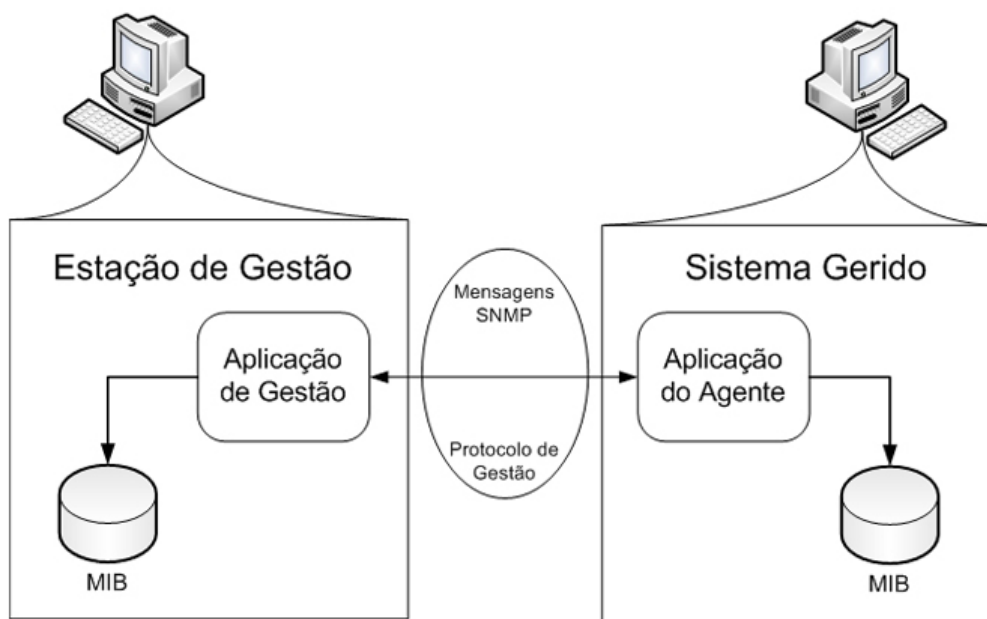 Estação de Gestão
Aplicação
de Gestão
MIB
Mensagens
SNMP
Protocolo de
Gestão
Sistema Gerido
Aplicação
do Agente
MIB